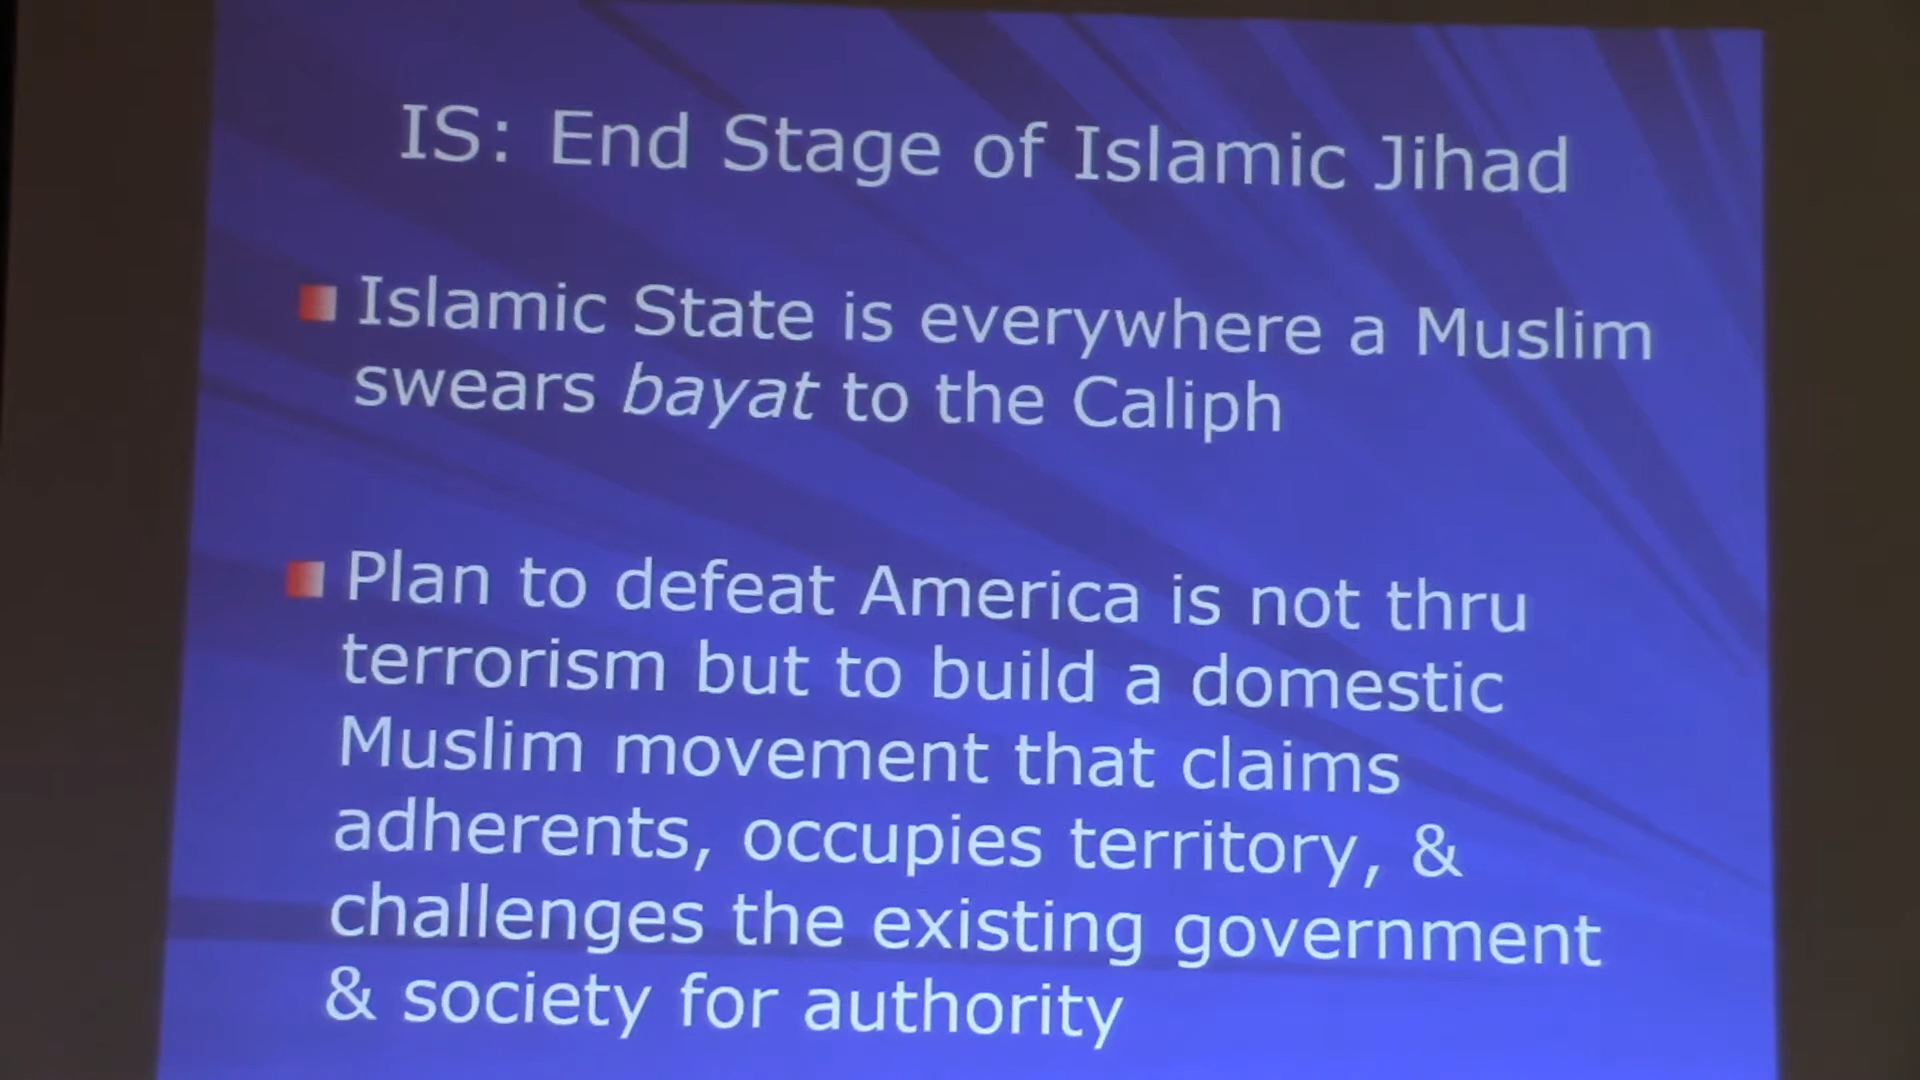 IS: End Stage of Islamic Jihad
Islamic State is everywhere a Muslim
swears bayat to the Caliph
Plan to defeat America is not thru
terrorism but to build a domestic
Muslim movement that claims
adherents, occupies territory, &
challenges the existing government
& society for authority